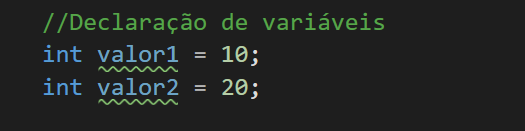 //Declaração de variáveis
int valor1 = 10;
int valor2 = 20;